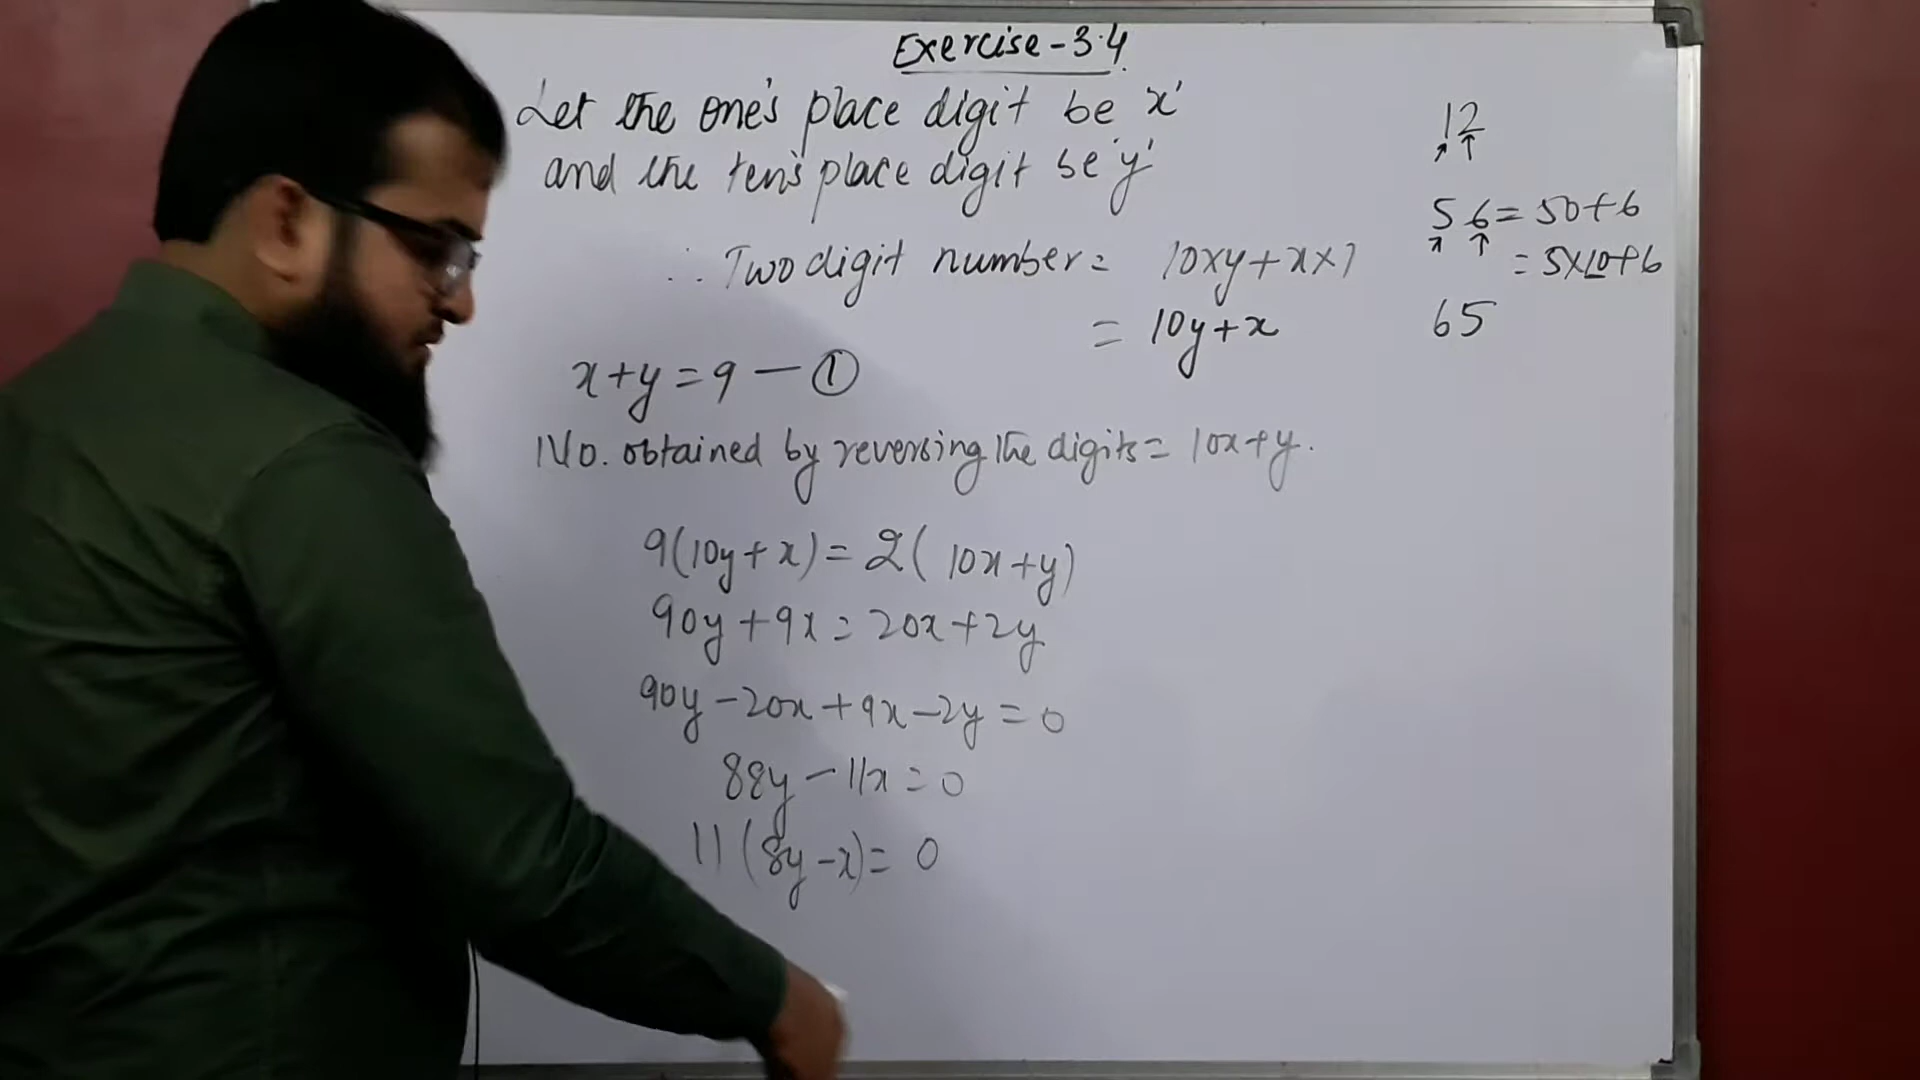 Exercise-3.4
Let the one's place digit be 'x'
and the ten's place digit be 'y'
∴ Two digit number = 10xy+x×1
= 10y+x
x+y=9 — ①
No. obtained by reversing the digits = 10x+y.
9(10y+x)=2(10x+y)
90y+9x=20x+2y
90y-20x+9x-2y=0
88y-11x=0
11(8y-x)=0
12
56=50+6
=5×10+6
65